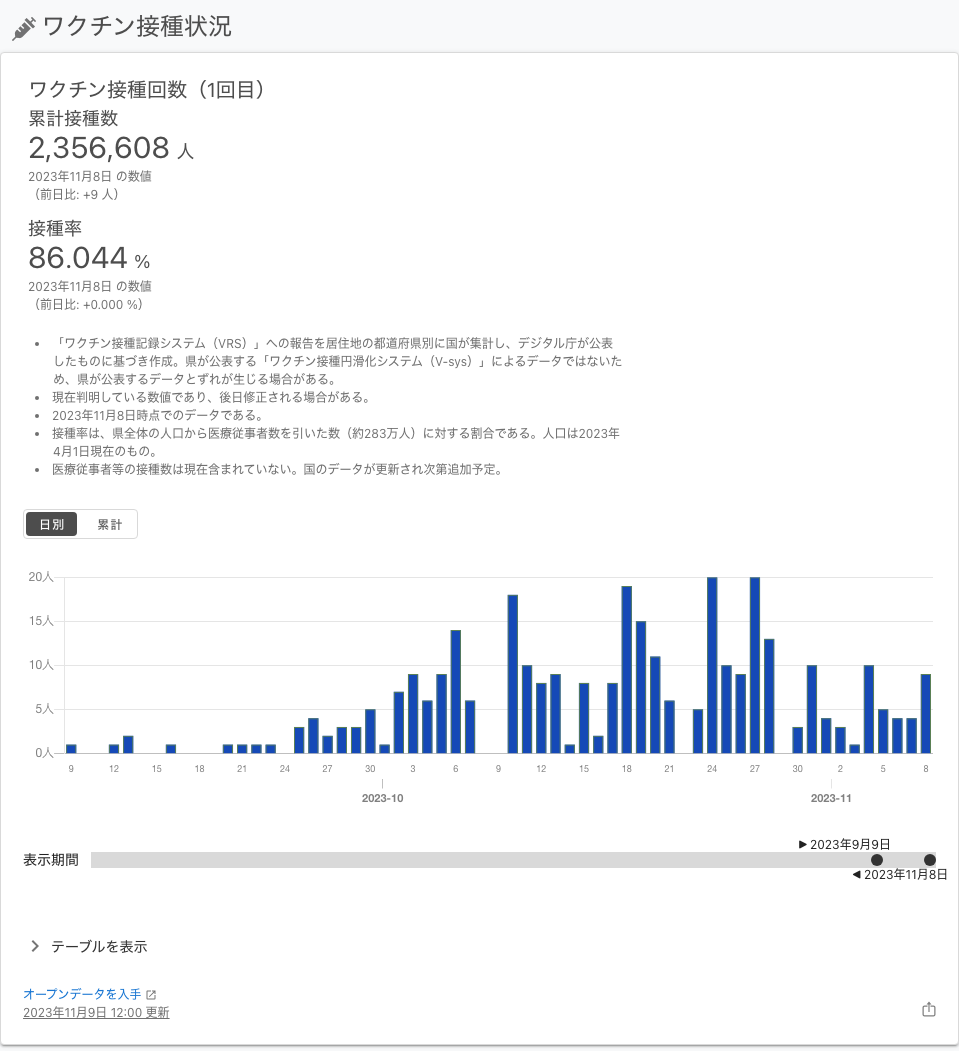 ワクチン接種状況
ワクチン接種回数（1回目）
累計接種数
2,356,608 人
2023年11月8日 の数値
（前日比: +9 人）
接種率
86.044 %
2023年11月8日 の数値
（前日比: +0.000 %）
• 「ワクチン接種記録システム（VRS）」への報告を居住地の都道府県別に国が集計し、デジタル庁が公表
したものに基づき作成。県が公表する「ワクチン接種円滑化システム（V-sys）」によるデータではないた
め、県が公表するデータとずれが生じる場合がある。
• 現在判明している数値であり、後日修正される場合がある。
• 2023年11月8日時点でのデータである。
• 接種率は、県全体の人口から医療従事者数を引いた数（約283万人）に対する割合である。人口は2023年
4月1日現在のもの。
• 医療従事者等の接種数は現在含まれていない。国のデータが更新され次第追加予定。
日別 累計
20人
15人
10人
5人
0人
9 12 15 18 21 24 27 30 3 6 9 12 15 18 21 24 27 30 2 5 8
2023-10 2023-11
▶ 2023年9月9日
表示期間
◀ 2023年11月8日
テーブルを表示
オープンデータを入手
2023年11月9日 12:00 更新